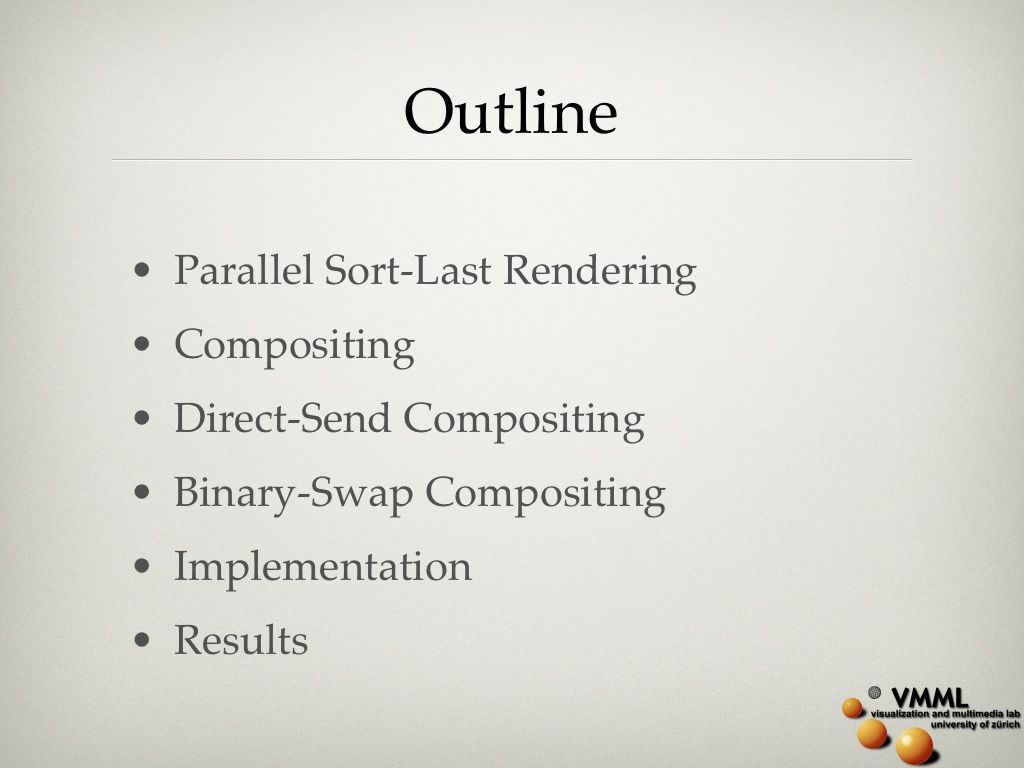 Outline
• Parallel Sort-Last Rendering
• Compositing
• Direct-Send Compositing
• Binary-Swap Compositing
• Implementation
• Results
VMML
visualization and multimedia lab
university of zürich